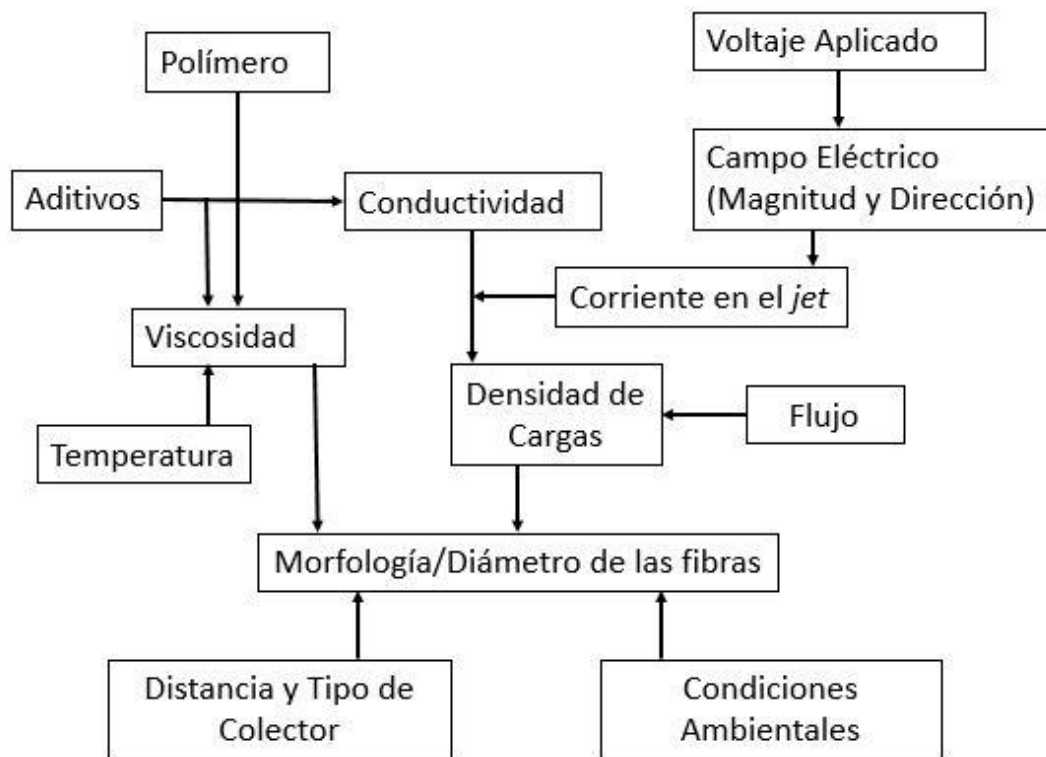 Polímero
Voltaje Aplicado
Campo Eléctrico
(Magnitud y Dirección)
Aditivos
Conductividad
Corriente en el jet
Viscosidad
Densidad de
Cargas
Flujo
Temperatura
Morfología/Diámetro de las fibras
Distancia y Tipo de
Colector
Condiciones
Ambientales